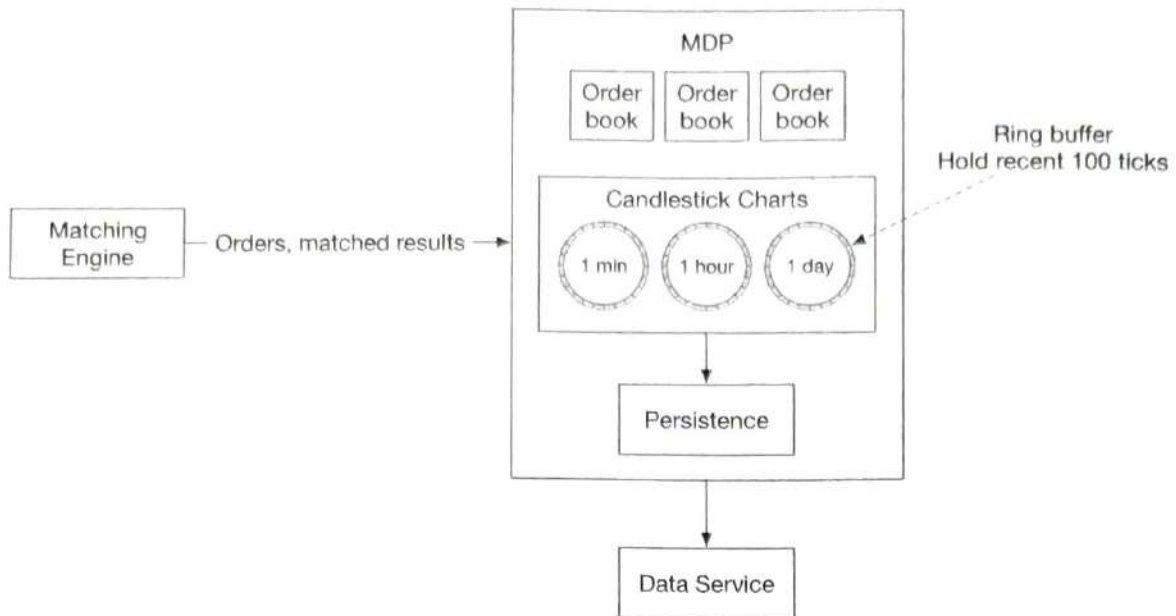 MDP
Order
book
Order
book
Order
book
Ring buffer
Hold recent 100 ticks
Candlestick Charts
Matching
Engine
Orders, matched results
1 min
1 hour
1 day
Persistence
Data Service